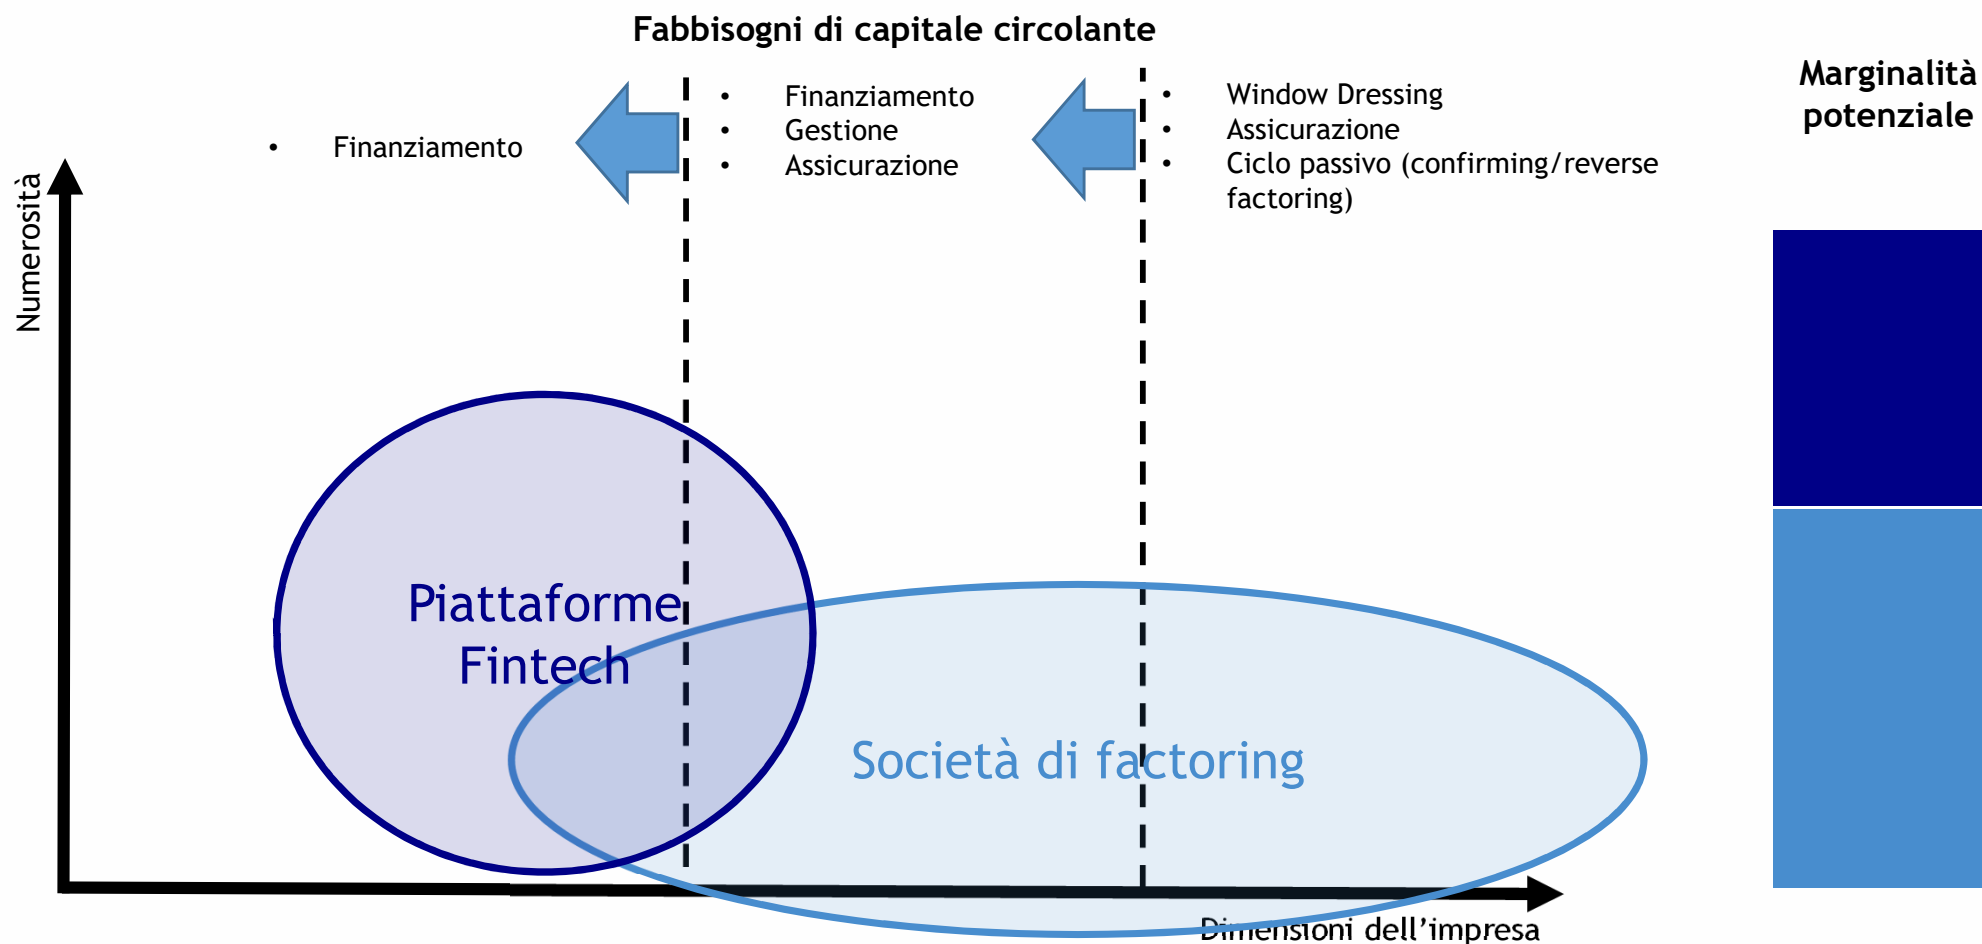 Fabbisogni di capitale circolante
Marginalità
potenziale
• Finanziamento
• Finanziamento
• Gestione
• Assicurazione
• Window Dressing
• Assicurazione
• Ciclo passivo (confirming/reverse
factoring)
Numerosità
Piattaforme
Fintech
Società di factoring
Dimensioni dell’impresa